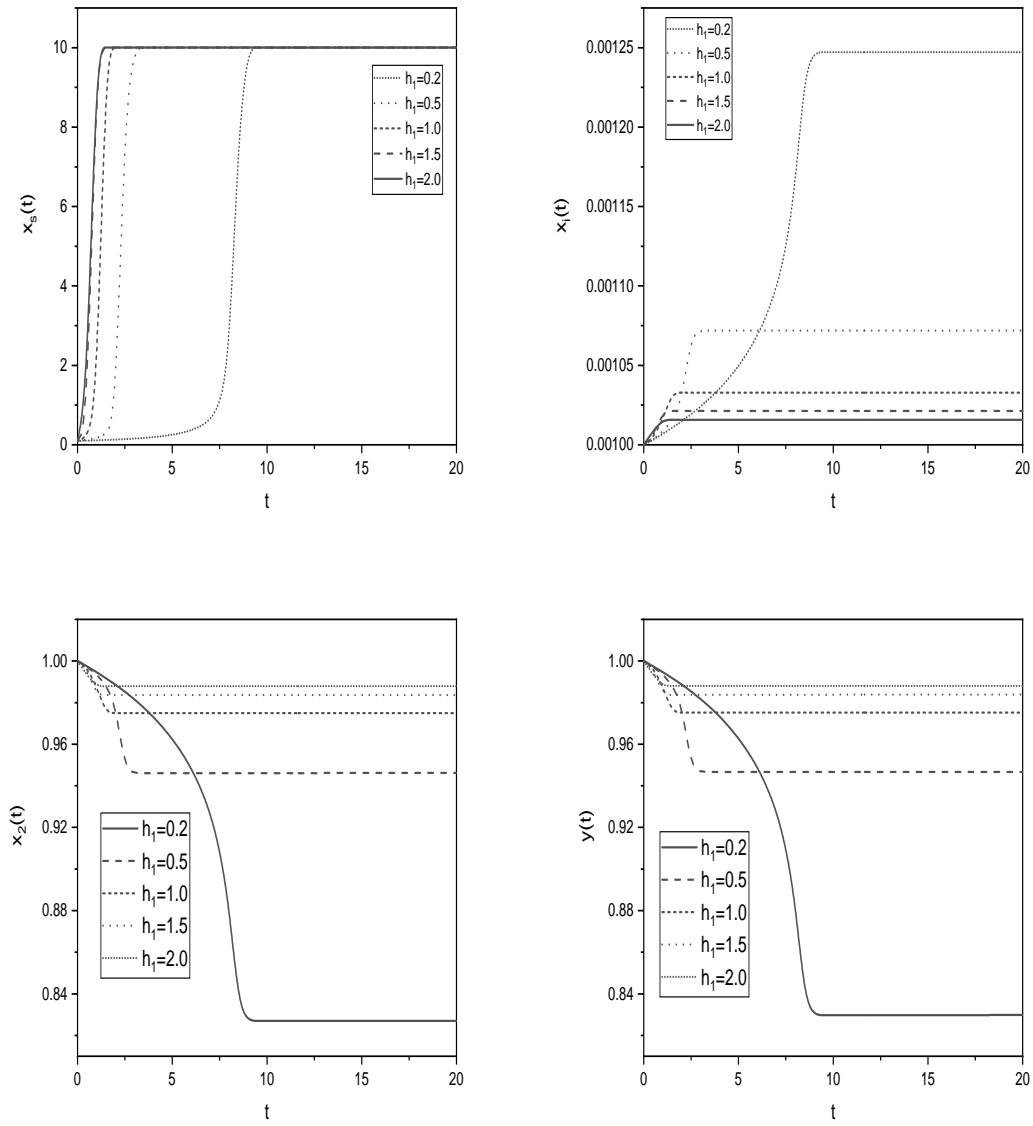 10
8
6
4
2
0
x_s(t)
0 5 10 15 20
t
h_1=0.2
h_1=0.5
h_1=1.0
h_1=1.5
h_1=2.0
0.00125
0.00120
0.00115
0.00110
0.00105
0.00100
x_i(t)
0 5 10 15 20
t
h_1=0.2
h_1=0.5
h_1=1.0
h_1=1.5
h_1=2.0
1.00
0.96
0.92
0.88
0.84
x_2(t)
0 5 10 15 20
t
h_1=0.2
h_1=0.5
h_1=1.0
h_1=1.5
h_1=2.0
1.00
0.96
0.92
0.88
0.84
y(t)
0 5 10 15 20
t
h_1=0.2
h_1=0.5
h_1=1.0
h_1=1.5
h_1=2.0